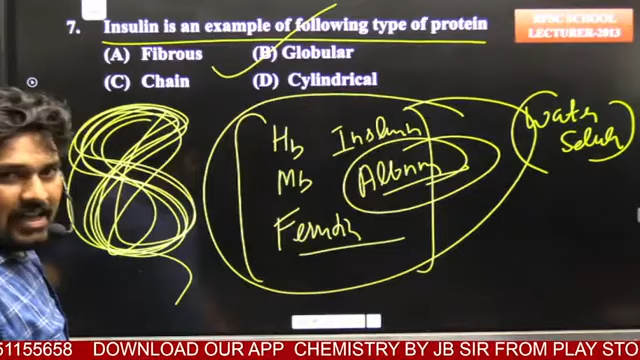 7. Insulin is an example of following type of protein
RPSC SCHOOL
LECTURER-2013
(A) Fibrous (B) Globular
(C) Chain (D) Cylindrical
Hb Insulin
Mb Albumin
Ferritin
Water
Soluble
51155658 DOWNLOAD OUR APP CHEMISTRY BY JB SIR FROM PLAY STO